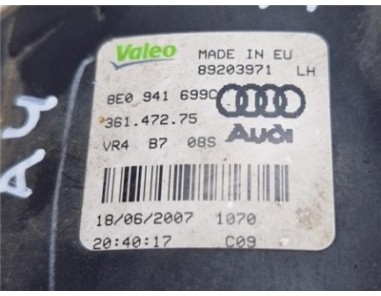 Valeo MADE IN EU
89203971 LH
8E0 941 699C
361.472.75
VR4 B7 08S Audi
18/06/2007 1070
20:40:17 C09
A4